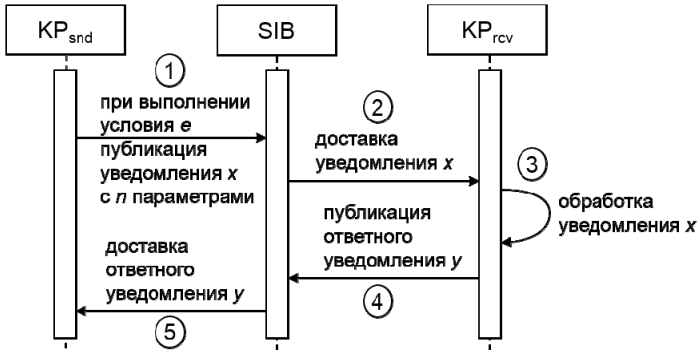 KPsnd
SIB
KPrcv
1
при выполнении
условия e
публикация
уведомления x
с n параметрами
2
доставка
уведомления x
3
обработка
уведомления x
публикация
ответного
уведомления y
4
доставка
ответного
уведомления y
5